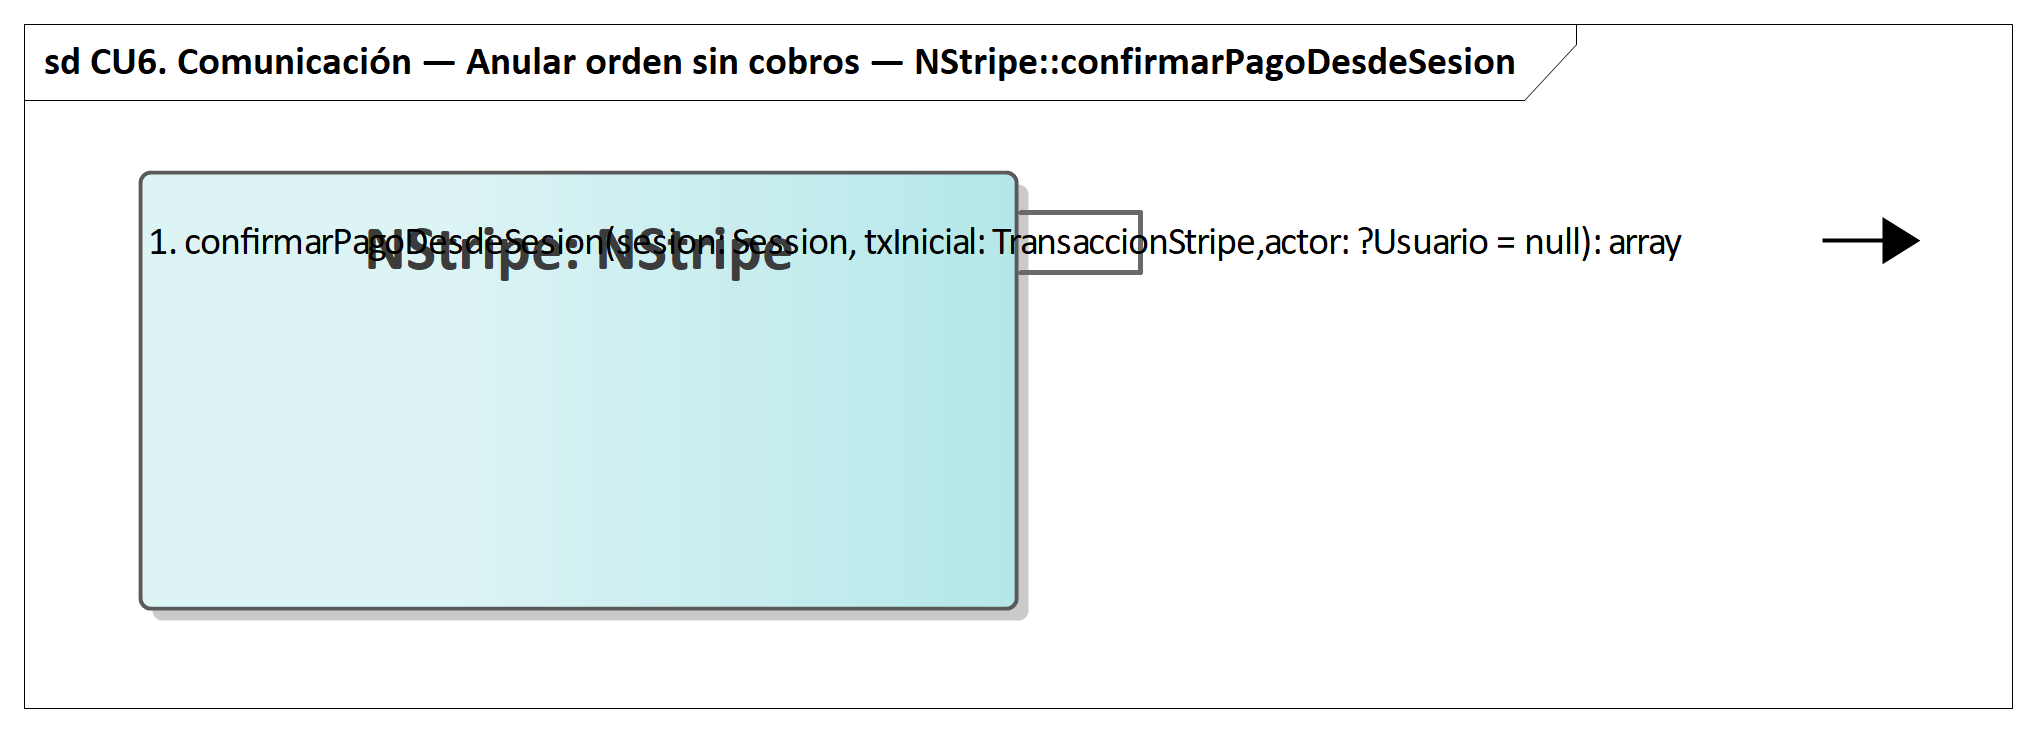 sd CU6. Comunicación — Anular orden sin cobros — NStripe::confirmarPagoDesdeSesion
1. confirmarPagoDesdeSesion(sesion: Session, txInicial: TransaccionStripe,actor: ?Usuario = null): array
NStripe: NStripe